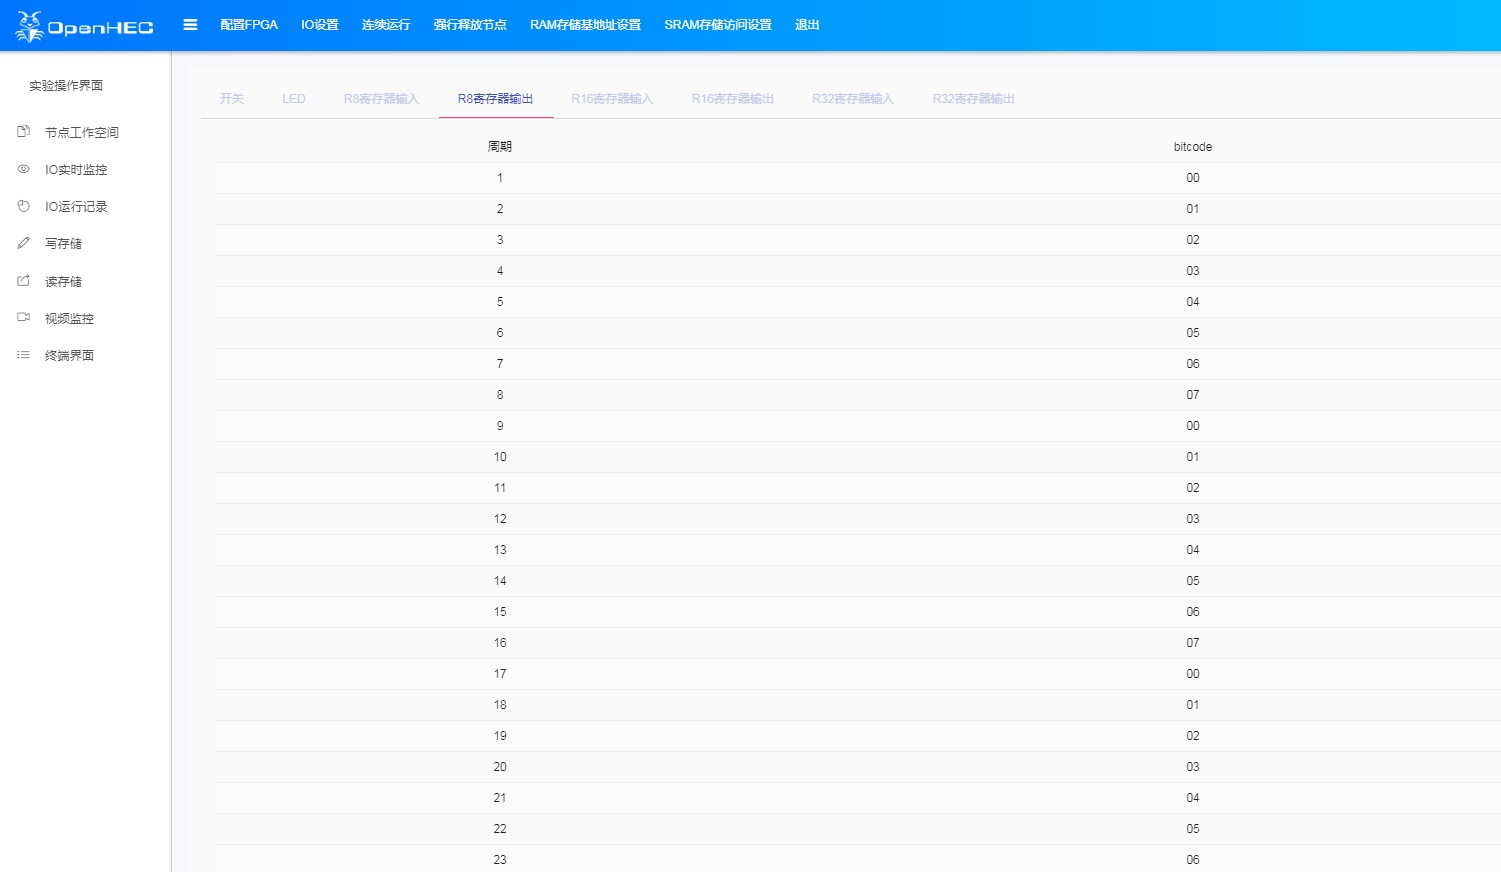 OpenHEC 配置FPGA IO设置 连续运行 强行释放节点 RAM存储基地址设置 SRAM存储访问设置 退出
实验操作界面
节点工作空间
IO实时监控
IO运行记录
写存储
读存储
视频监控
终端界面
开关 LED R8寄存器输入 R8寄存器输出 R16寄存器输入 R16寄存器输出 R32寄存器输入 R32寄存器输出
周期 bitcode
1 00
2 01
3 02
4 03
5 04
6 05
7 06
8 07
9 00
10 01
11 02
12 03
13 04
14 05
15 06
16 07
17 00
18 01
19 02
20 03
21 04
22 05
23 06